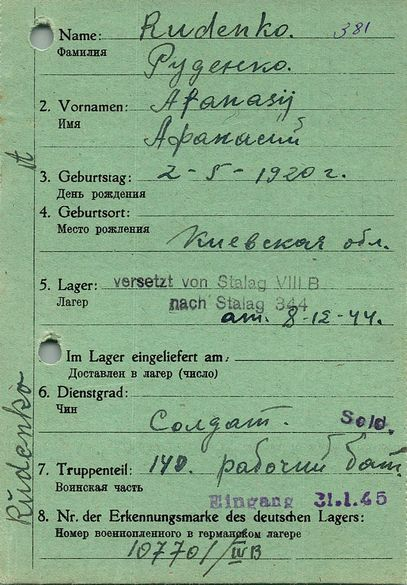 Name: Rudenko. 381
Фамилия
Руденко.
2. Vornamen: Afanasij
Имя
Афанасий
3. Geburtstag: 2-5-1920 г.
День рождения
4. Geburtsort:
Место рождения
Киевская обл.
5. Lager: versetzt von Stalag VIII B
Лагер nach Stalag 344
am. 8-12-44.
Im Lager eingeliefert am:
Доставлен в лагер (число)
6. Dienstgrad:
Чин
Солдат. Sold.
7. Truppenteil: 140. рабочий бат.
Воинская часть
Eingang 31.1.45
8. Nr. der Erkennungsmarke des deutschen Lagers:
Номер военнопленного в германском лагере
10770/IVB
Rudenko